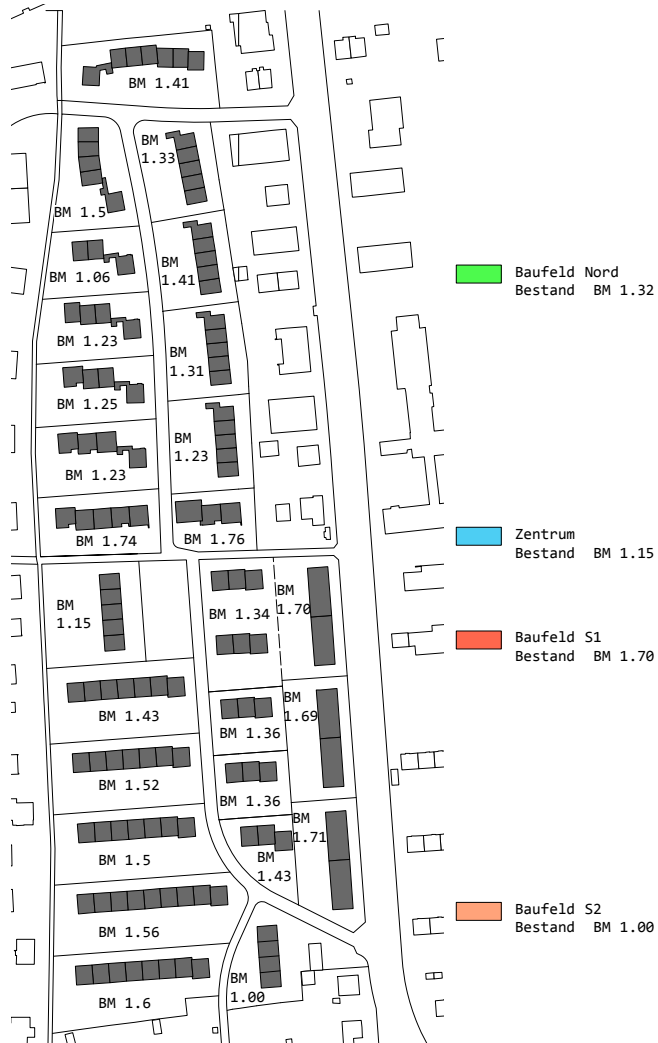 BM 1.41
BM
1.33
BM 1.5
BM
1.41
BM 1.06
BM 1.23
BM
1.31
BM 1.25
BM
1.23
BM 1.23
BM 1.74
BM 1.76
BM
1.15
BM 1.34
BM
1.70
BM 1.43
BM
1.69
BM 1.36
BM 1.52
BM 1.36
BM
1.71
BM 1.5
BM
1.43
BM 1.56
BM 1.6
BM
1.00
Baufeld Nord
Bestand BM 1.32
Zentrum
Bestand BM 1.15
Baufeld S1
Bestand BM 1.70
Baufeld S2
Bestand BM 1.00